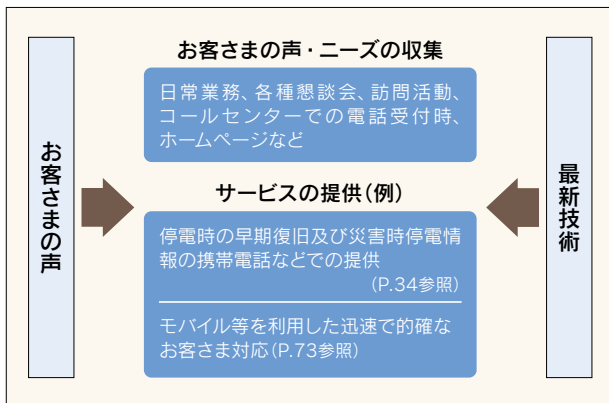 お客さまの声・ニーズの収集
日常業務、各種懇談会、訪問活動、
コールセンターでの電話受付時、
ホームページなど
お客さまの声
サービスの提供(例)
停電時の早期復旧及び災害時停電情
報の携帯電話などでの提供
(P.34参照)
モバイル等を利用した迅速で的確な
お客さま対応(P.73参照)
最新技術